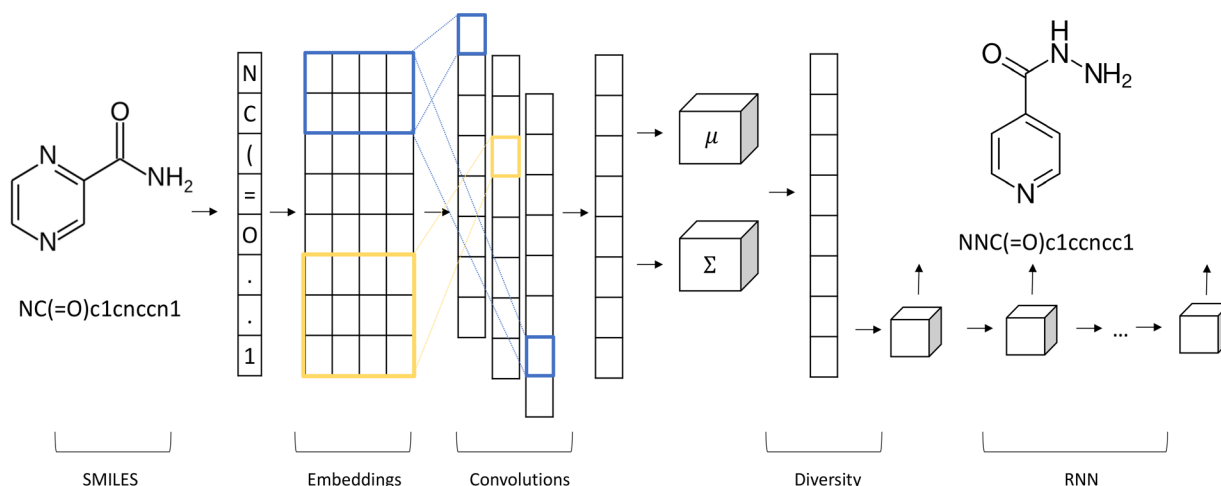 O
N
NH2
N
NC(=O)c1cnccn1
N
C
(
=
O
.
.
1
μ
Σ
H
O
N
NH2
N
NNC(=O)c1ccncc1
...
SMILES
Embeddings
Convolutions
Diversity
RNN